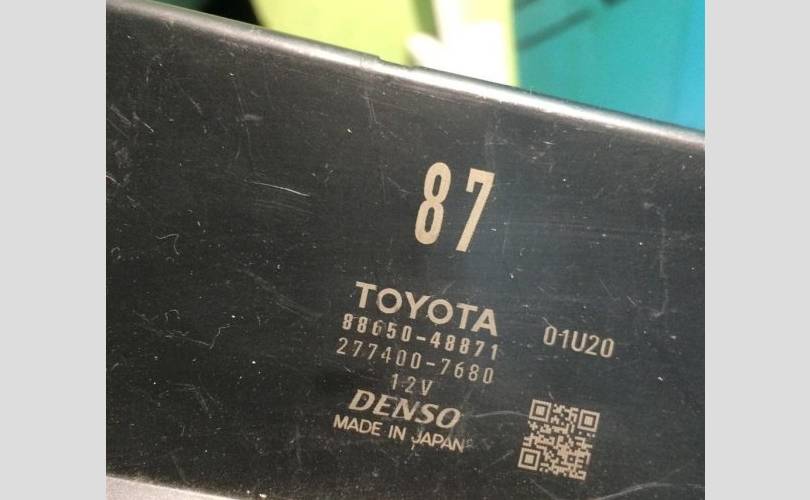 87
TOYOTA
88650-48871 01U20
277400-7680
12V
DENSO
MADE IN JAPAN